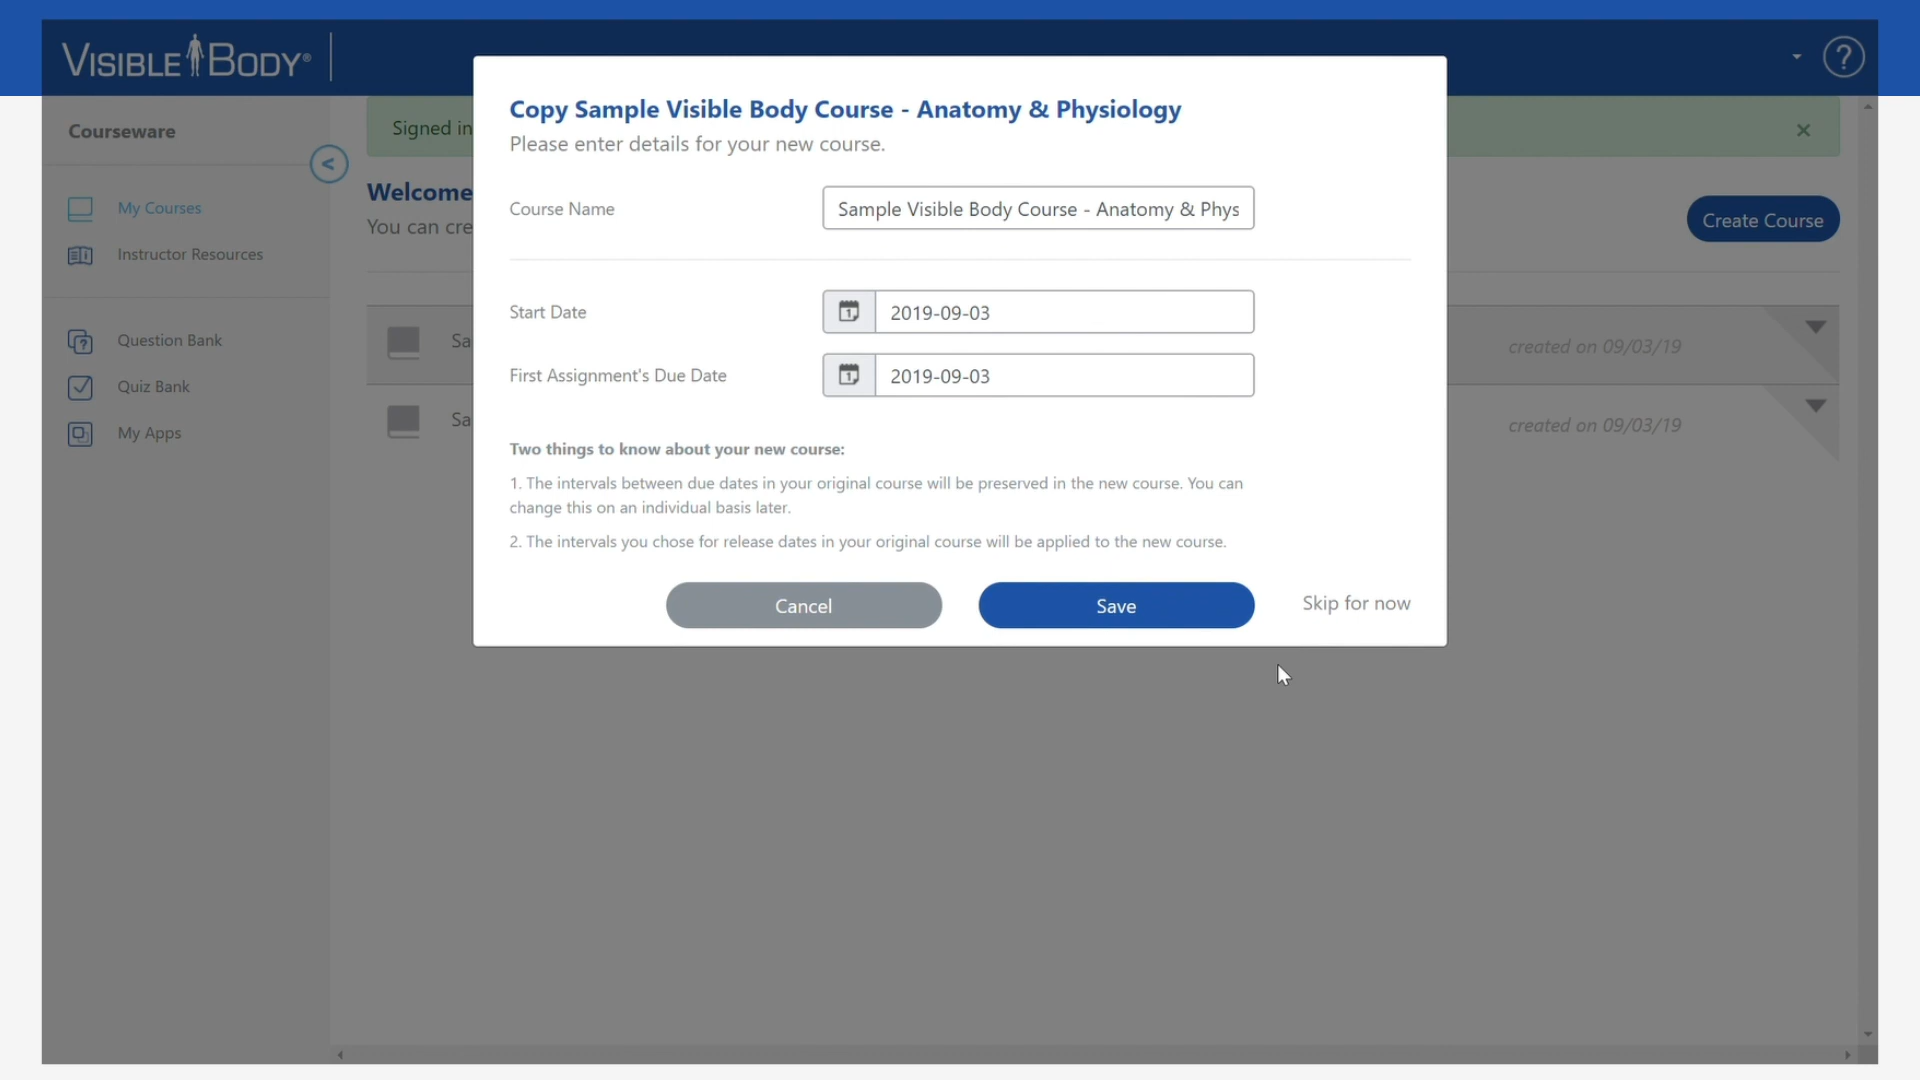 VISIBLE BODY®
Courseware
My Courses
Instructor Resources
Question Bank
Quiz Bank
My Apps
Signed in
Welcome
You can cre
Create Course
Sa
created on 09/03/19
Sa
created on 09/03/19
Copy Sample Visible Body Course - Anatomy & Physiology
Please enter details for your new course.
Course Name
Sample Visible Body Course - Anatomy & Phys
Start Date
2019-09-03
First Assignment's Due Date
2019-09-03
Two things to know about your new course:
1. The intervals between due dates in your original course will be preserved in the new course. You can
change this on an individual basis later.
2. The intervals you chose for release dates in your original course will be applied to the new course.
Cancel
Save
Skip for now